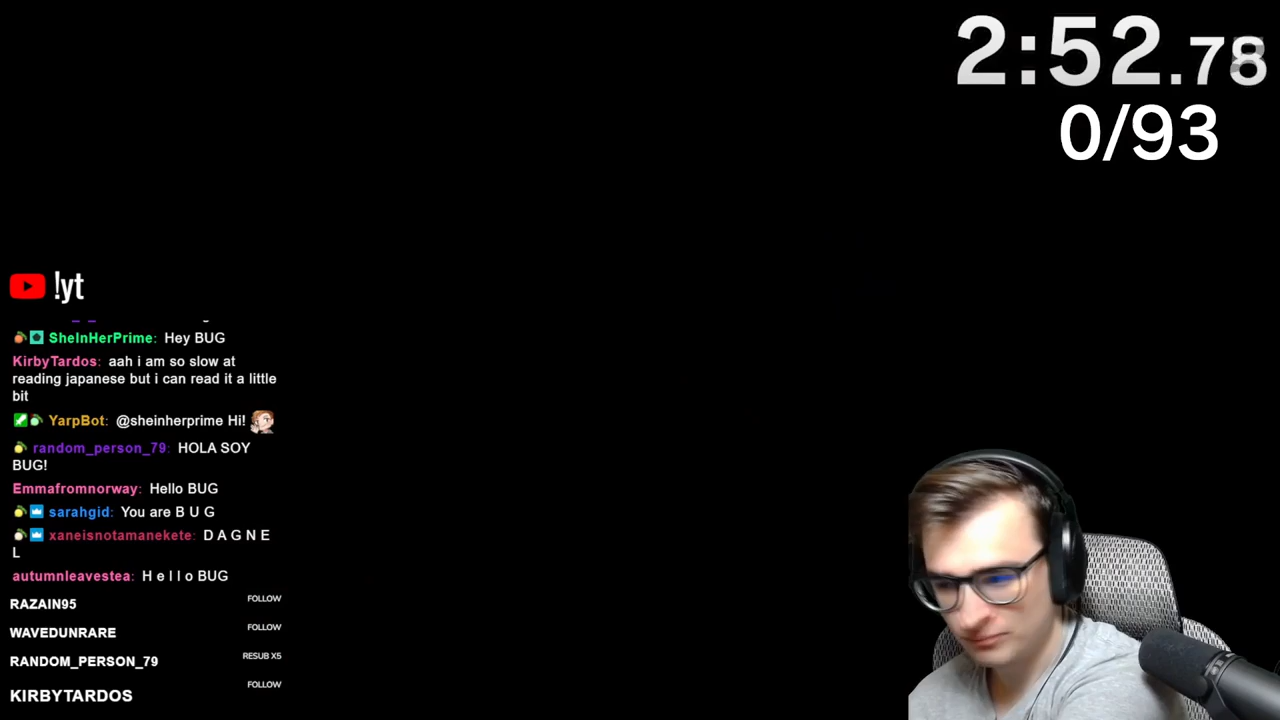 2:52.78
0/93
!yt
SheInHerPrime: Hey BUG
KirbyTardos: aah i am so slow at
reading japanese but i can read it a little
bit
YarpBot: @sheinherprime Hi!
random_person_79: HOLA SOY
BUG!
Emmafromnorway: Hello BUG
sarahgid: You are B U G
xaneisnotamanekete: D A G N E
L
autumnleavestea: H e l l o BUG
RAZAIN95 FOLLOW
WAVEDUNRARE FOLLOW
RANDOM_PERSON_79 RESUB X5
KIRBYTARDOS FOLLOW